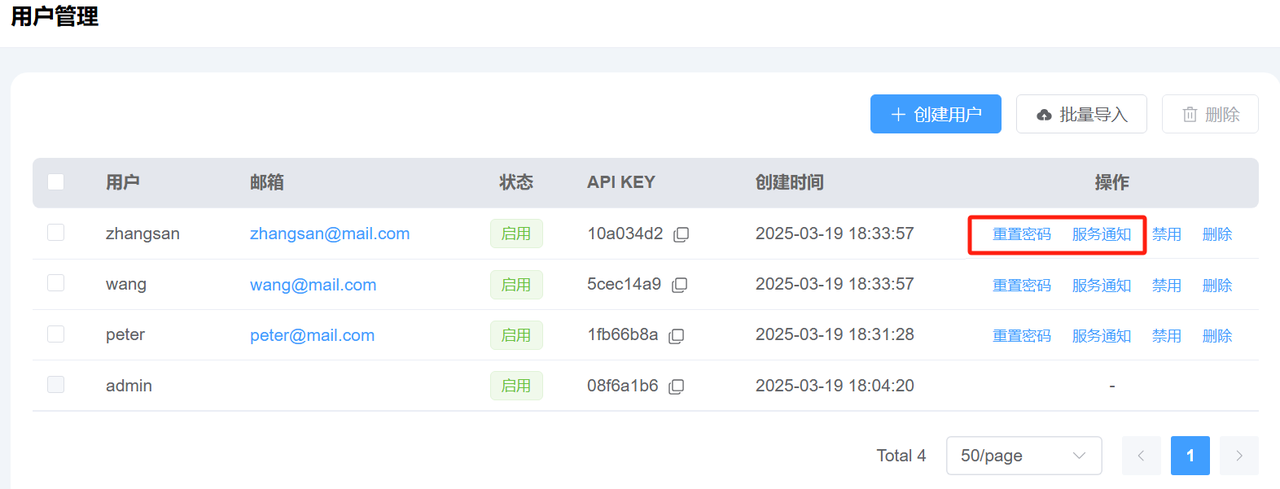 用户管理
创建用户 批量导入 删除
用户 邮箱 状态 API KEY 创建时间 操作
zhangsan zhangsan@mail.com 启用 10a034d2 2025-03-19 18:33:57 重置密码 服务通知 禁用 删除
wang wang@mail.com 启用 5cec14a9 2025-03-19 18:33:57 重置密码 服务通知 禁用 删除
peter peter@mail.com 启用 1fb66b8a 2025-03-19 18:31:28 重置密码 服务通知 禁用 删除
admin 启用 08f6a1b6 2025-03-19 18:04:20 -
Total 4 50/page 1